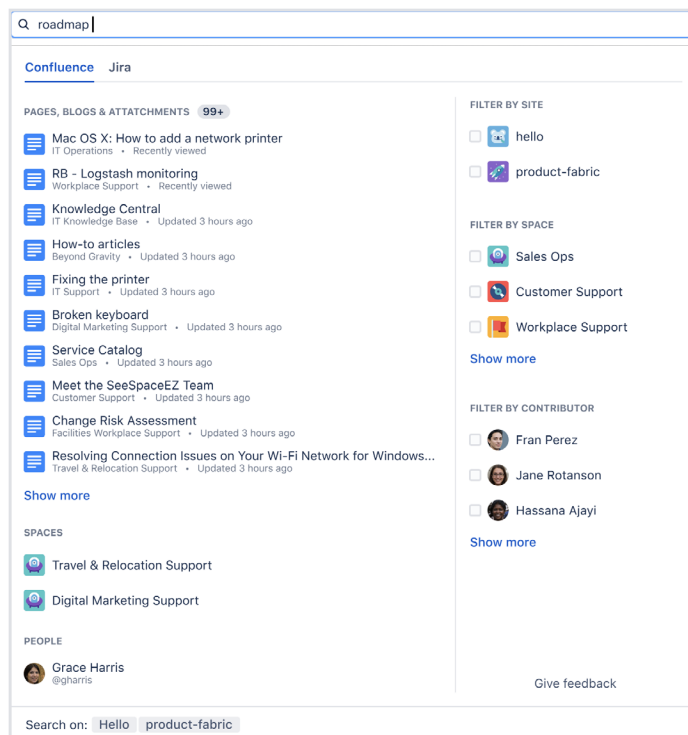 roadmap
Confluence Jira
PAGES, BLOGS & ATTATCHMENTS 99+
Mac OS X: How to add a network printer
IT Operations • Recently viewed
RB - Logstash monitoring
Workplace Support • Recently viewed
Knowledge Central
IT Knowledge Base • Updated 3 hours ago
How-to articles
Beyond Gravity • Updated 3 hours ago
Fixing the printer
IT Support • Updated 3 hours ago
Broken keyboard
Digital Marketing Support • Updated 3 hours ago
Service Catalog
Sales Ops • Updated 3 hours ago
Meet the SeeSpaceEZ Team
Customer Support • Updated 3 hours ago
Change Risk Assessment
Facilities Workplace Support • Updated 3 hours ago
Resolving Connection Issues on Your Wi-Fi Network for Windows...
Travel & Relocation Support • Updated 3 hours ago
Show more
SPACES
Travel & Relocation Support
Digital Marketing Support
PEOPLE
Grace Harris
@gharris
FILTER BY SITE
hello
product-fabric
FILTER BY SPACE
Sales Ops
Customer Support
Workplace Support
Show more
FILTER BY CONTRIBUTOR
Fran Perez
Jane Rotanson
Hassana Ajayi
Show more
Give feedback
Search on: Hello product-fabric